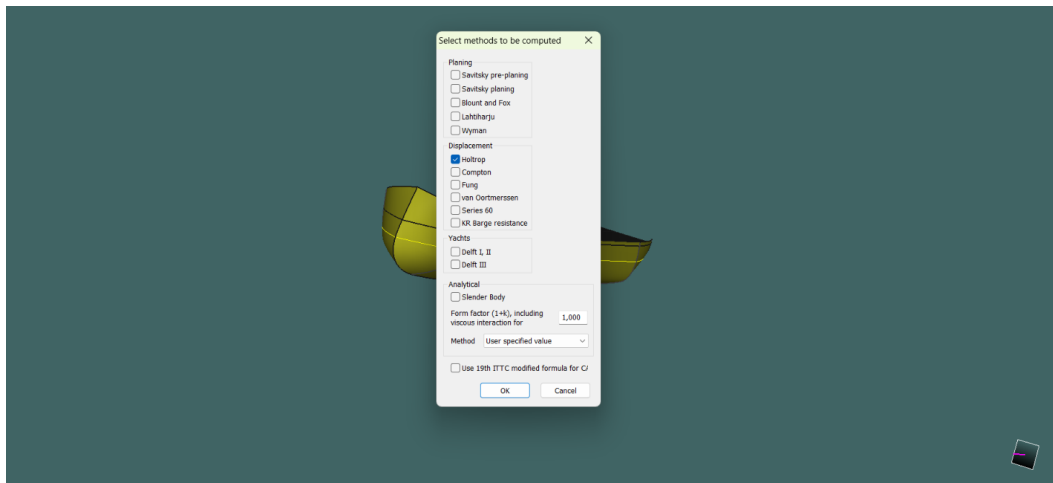 Select methods to be computed
Planing
Savitsky pre-planing
Savitsky planing
Blount and Fox
Lahtiharju
Wyman
Displacement
Holtrop
Compton
Fung
van Oortmerssen
Series 60
KR Barge resistance
Yachts
Delft I, II
Delft III
Analytical
Slender Body
Form factor (1+k), including
viscous interaction for
1,000
Method User specified value
Use 19th ITTC modified formula for CA
OK Cancel